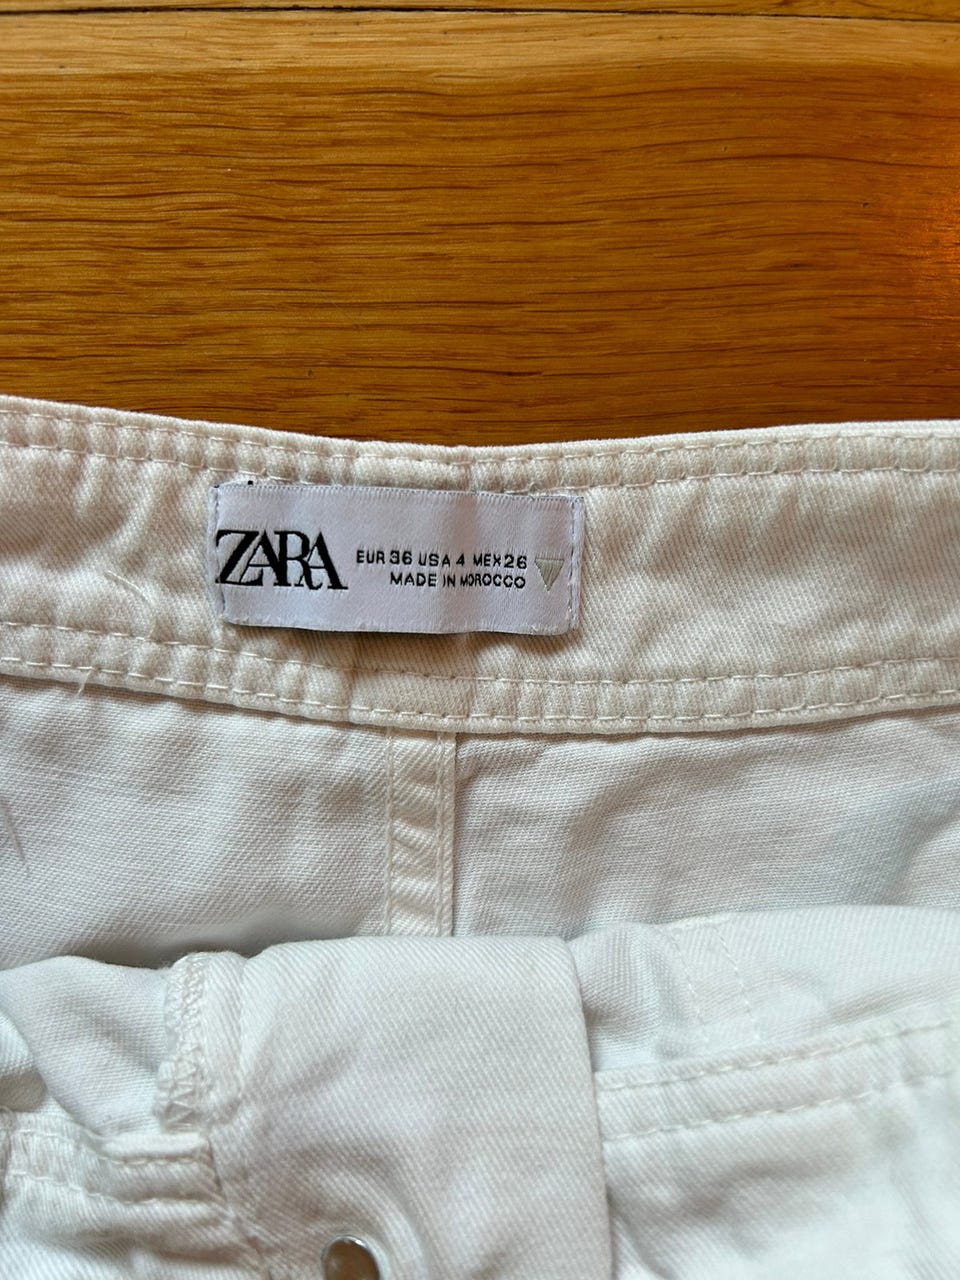 ZARA
EUR 36 USA 4 MEX 26
MADE IN MOROCCO